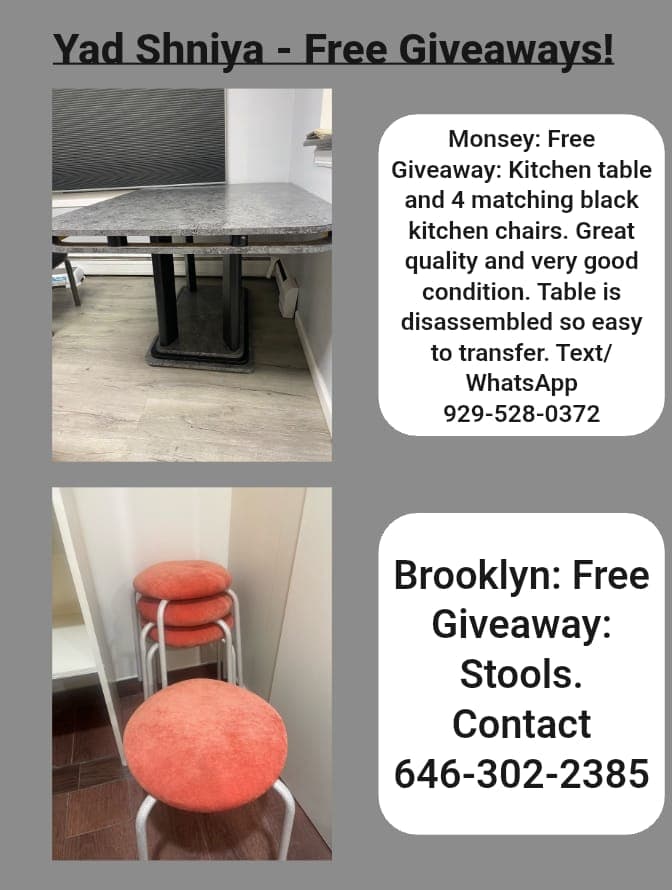 Yad Shniya - Free Giveaways!
Monsey: Free
Giveaway: Kitchen table
and 4 matching black
kitchen chairs. Great
quality and very good
condition. Table is
disassembled so easy
to transfer. Text/
WhatsApp
929-528-0372
Brooklyn: Free
Giveaway:
Stools.
Contact
646-302-2385